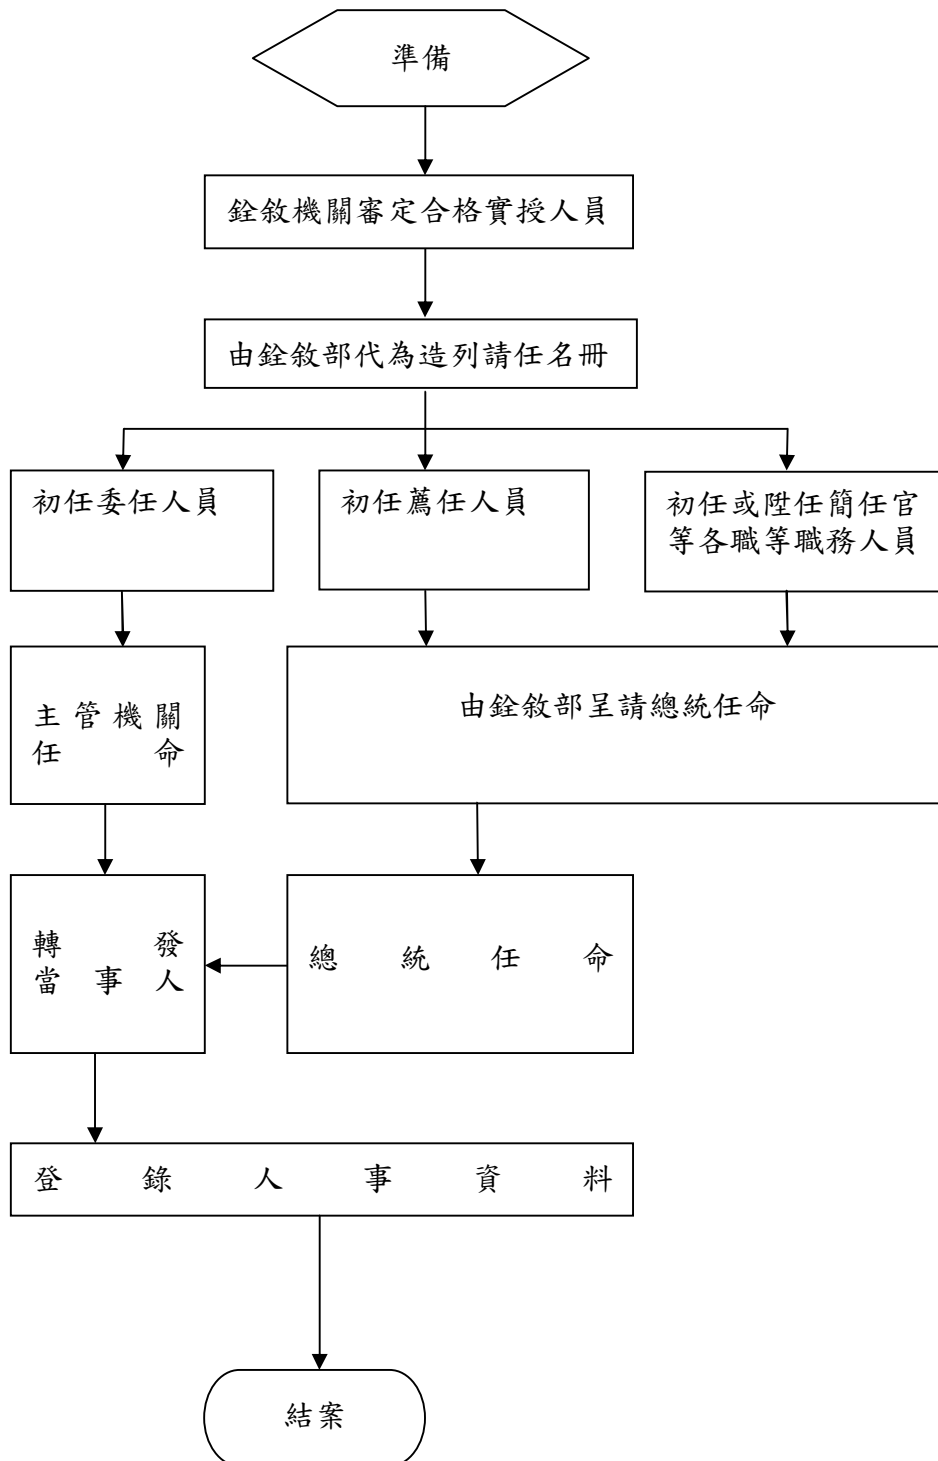 準備
銓敘機關審定合格實授人員
由銓敘部代為造列請任名冊
初任委任人員
初任薦任人員
初任或陞任簡任官
等各職等職務人員
主管機關
任命
由銓敘部呈請總統任命
轉發
當事人
總統任命
登錄人事資料
結案